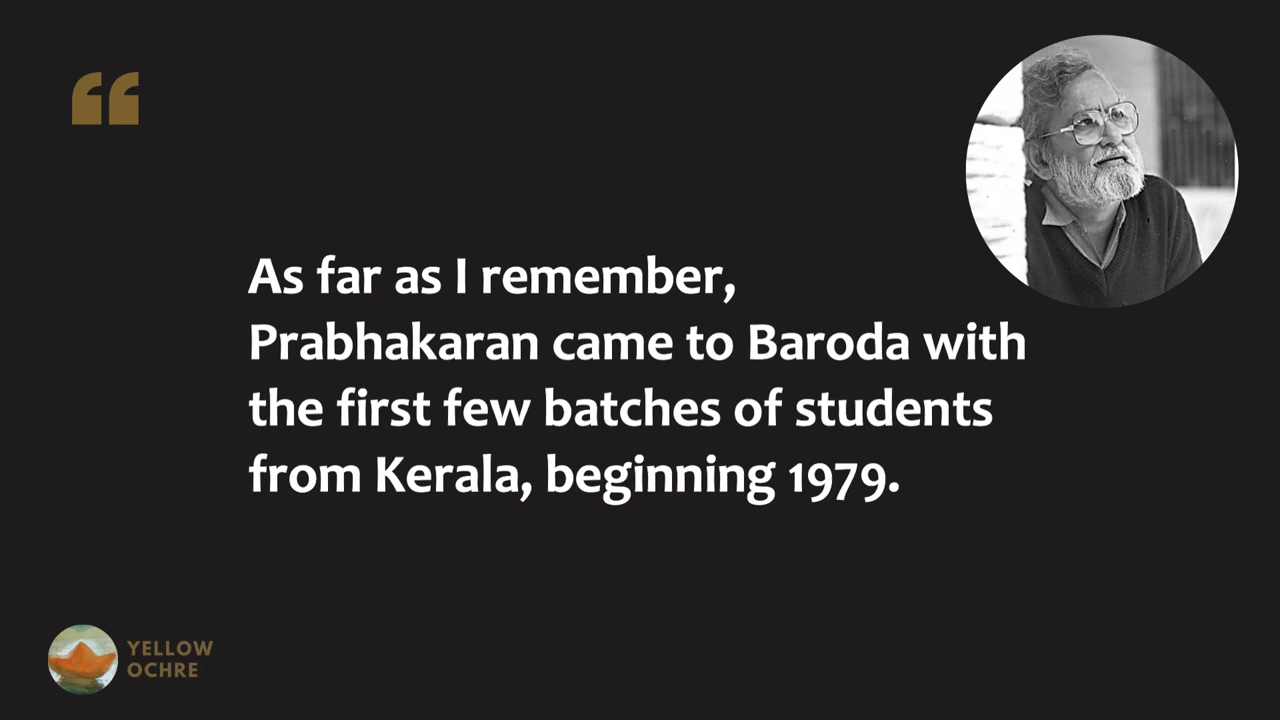 “
As far as I remember,
Prabhakaran came to Baroda with
the first few batches of students
from Kerala, beginning 1979.
YELLOW
OCHRE